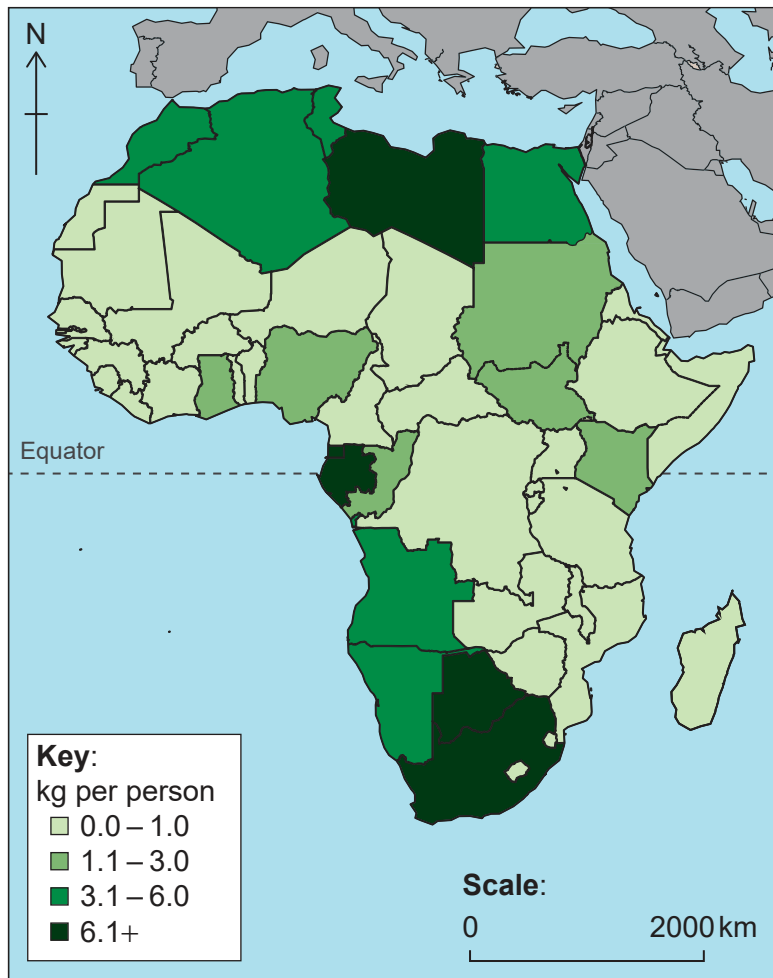 N
Equator
Key:
kg per person
0.0 – 1.0
1.1 – 3.0
3.1 – 6.0
6.1+
Scale:
0 2000 km